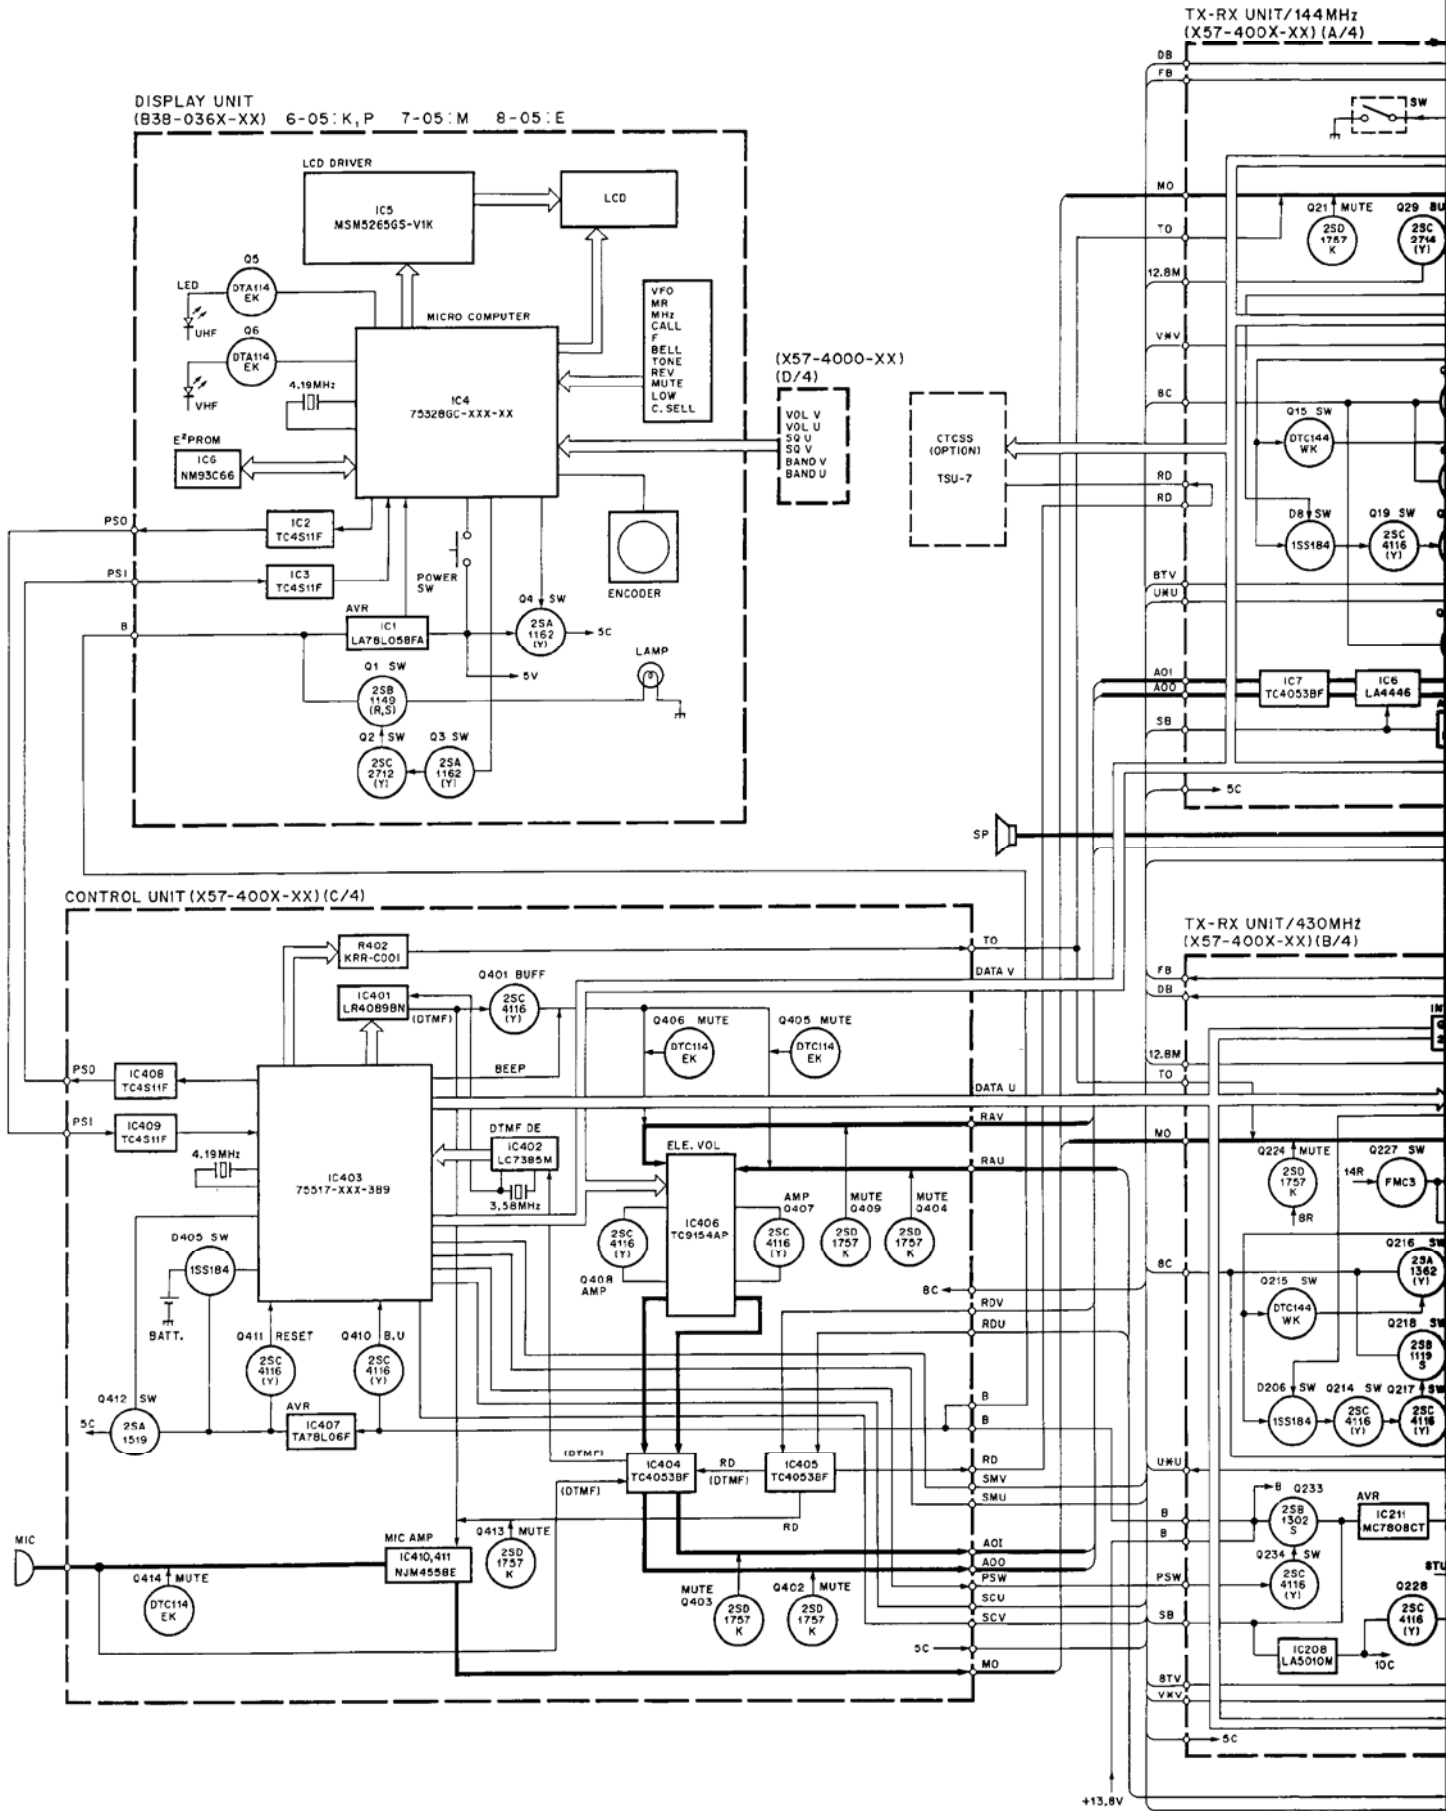 TX-RX UNIT/144MHz
(X57-400X-XX)(A/4)
DB
FB
SW
MO
Q21 MUTE
2SD
1757
K
Q29 BU
2SC
2714
(Y)
TO
12.8M
V*V
8C
Q15 SW
DTC144
WK
RD
RD
D8 SW
1SS184
Q19 SW
2SC
4116
(Y)
8TV
U*U
AOI
AOO
IC7
TC4053BF
IC6
LA4446
SB
5C
DISPLAY UNIT
(B38-036X-XX) 6-05:K,P 7-05:M 8-05:E
LCD DRIVER
IC5
MSM5265GS-V1K
LCD
Q5
DTA114
EK
LED
UHF
Q6
DTA114
EK
VHF
MICRO COMPUTER
4.19MHz
IC4
75328GC-XXX-XX
VFO
MR
MHz
CALL
F
BELL
TONE
REV
MUTE
LOW
C.SELL
E²PROM
IC6
NM93C66
(X57-4000-XX)
(D/4)
VOL V
VOL U
SQ U
SQ V
BAND V
BAND U
CTCSS
(OPTION)
TSU-7
PSO
IC2
TC4S11F
PSI
IC3
TC4S11F
POWER
SW
ENCODER
B
AVR
IC1
LA78L05BFA
Q4 SW
2SA
1162
(Y)
5C
5V
LAMP
Q1 SW
2SB
1149
(R,S)
Q2 SW
2SC
2712
(Y)
Q3 SW
2SA
1162
(Y)
SP
CONTROL UNIT (X57-400X-XX)(C/4)
R402
KRR-C001
TO
DATA V
IC401
LR4089BN
(DTMF)
Q401 BUFF
2SC
4116
(Y)
Q406 MUTE
DTC114
EK
Q405 MUTE
DTC114
EK
BEEP
DATA U
RAV
RAU
PSO
IC408
TC4S11F
PSI
IC409
TC4S11F
4.19MHz
IC403
75517-XXX-3B9
DTMF DE
IC402
LC7385M
3.58MHz
ELE. VOL
IC406
TC9154AP
2SC
4116
(Y)
Q408
AMP
AMP
Q407
2SC
4116
(Y)
MUTE
Q409
2SD
1757
K
MUTE
Q404
2SD
1757
K
8C
RDV
RDU
D405 SW
1SS184
BATT.
Q411 RESET
2SC
4116
(Y)
Q410 B.U
2SC
4116
(Y)
Q412 SW
2SA
1519
5C
AVR
IC407
TA78L06F
B
B
(DTMF)
(DTMF)
IC404
TC4053BF
RD
(DTMF)
IC405
TC4053BF
RD
RD
SMV
SMU
MIC
Q414 MUTE
DTC114
EK
MIC AMP
IC410,411
NJM4558E
Q413 MUTE
2SD
1757
K
MUTE
Q403
2SD
1757
K
Q402 MUTE
2SD
1757
K
AOI
AOO
PSW
SCU
SCV
5C
MO
TX-RX UNIT/430MHz
(X57-400X-XX)(B/4)
FB
DB
IN
12.8M
TO
MO
Q224 MUTE
2SD
1757
K
8R
Q227 SW
14R
FMC3
8C
Q216 SW
2SA
1362
(Y)
Q215 SW
DTC144
WK
Q218 SW
2SB
1119
S
D206 SW
1SS184
Q214 SW
2SC
4116
(Y)
Q217 SW
2SC
4116
(Y)
U*U
B
Q233
2SB
1302
S
AVR
IC211
MC7808CT
B
B
Q234 SW
2SC
4116
(Y)
PSW
STU
Q228
2SC
4116
(Y)
SB
IC208
LA5010M
10C
8TV
V*V
5C
+13.8V